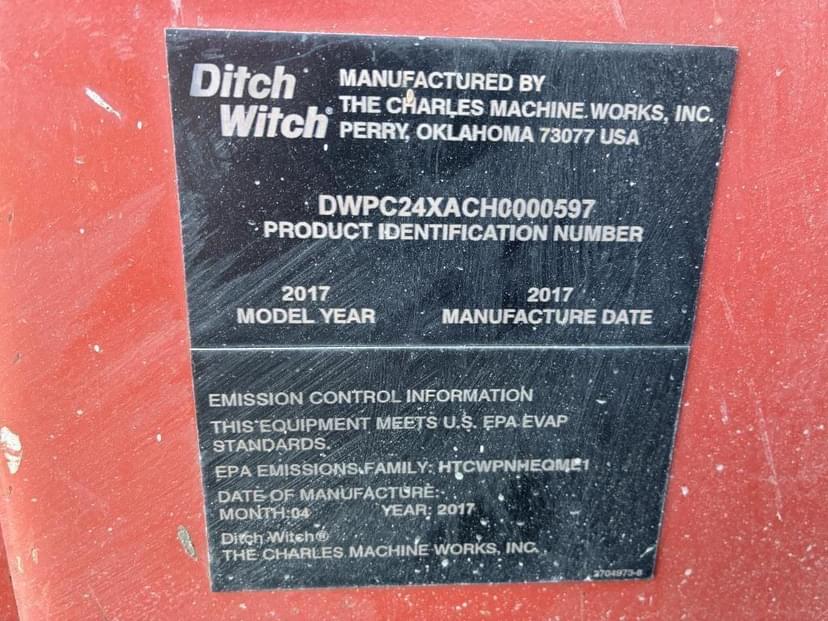 Ditch
Witch®
MANUFACTURED BY
THE CHARLES MACHINE WORKS, INC.
PERRY, OKLAHOMA 73077 USA
DWPC24XACH0000597
PRODUCT IDENTIFICATION NUMBER
2017 2017
MODEL YEAR MANUFACTURE DATE
EMISSION CONTROL INFORMATION
THIS EQUIPMENT MEETS U.S. EPA EVAP
STANDARDS.
EPA EMISSIONS FAMILY: HTCWPNHEQME1
DATE OF MANUFACTURE:
MONTH:04 YEAR: 2017
Ditch Witch®
THE CHARLES MACHINE WORKS, INC.